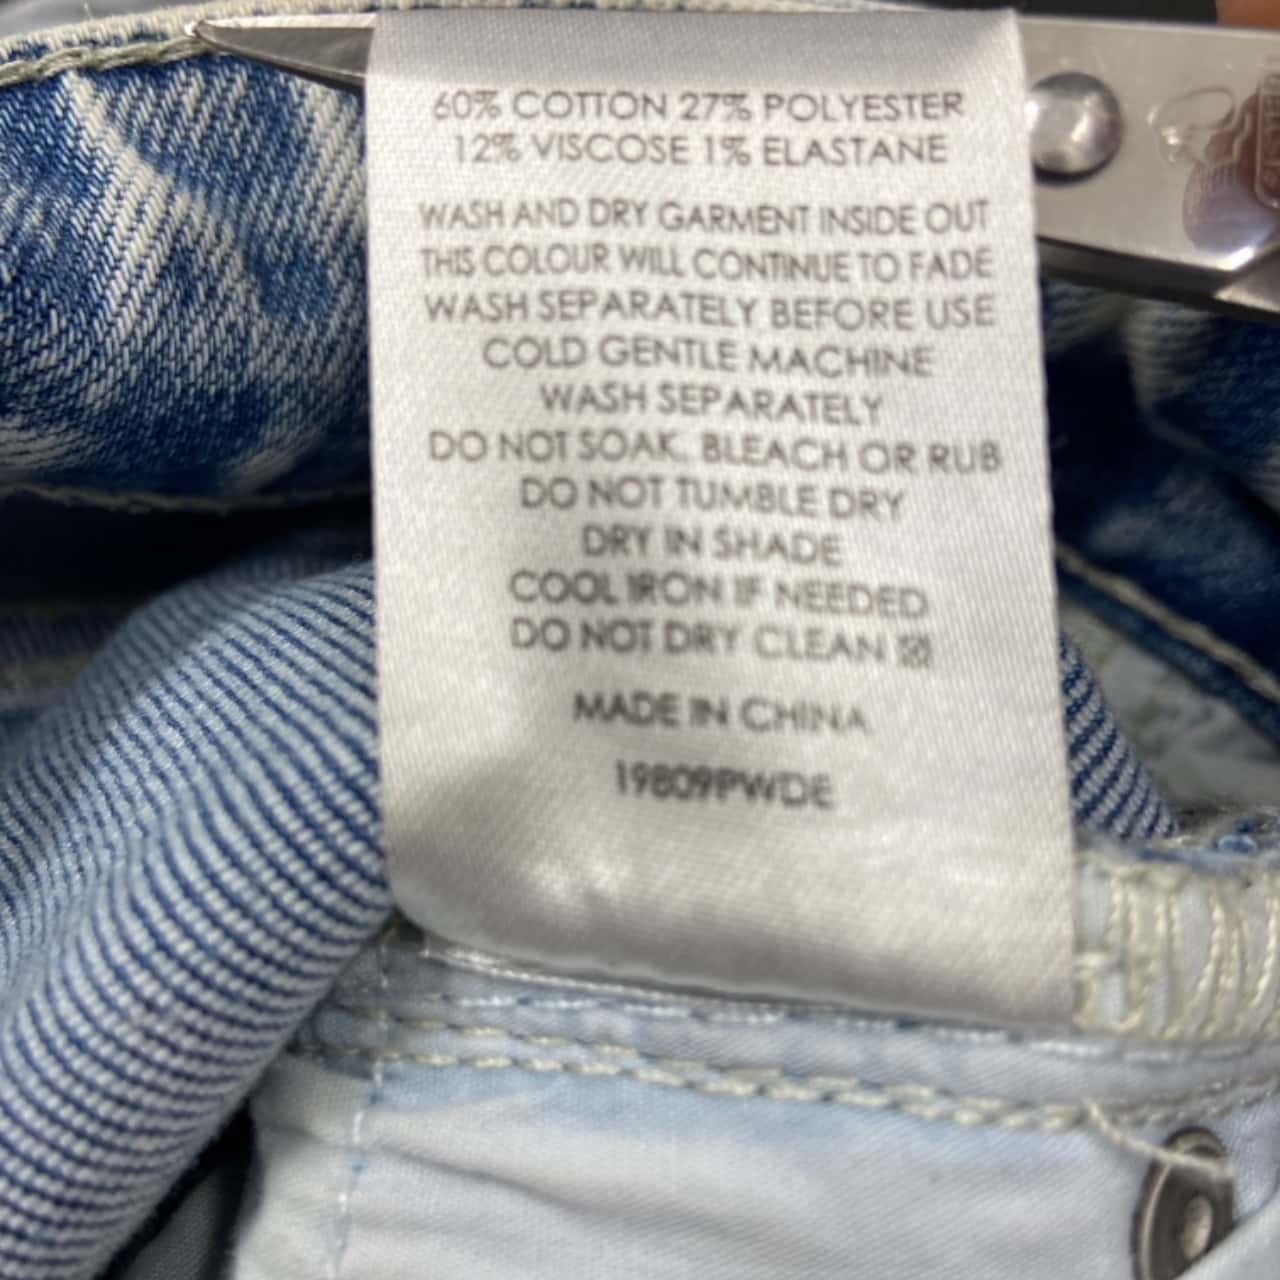 60% COTTON 27% POLYESTER
12% VISCOSE 1% ELASTANE
WASH AND DRY GARMENT INSIDE OUT
THIS COLOUR WILL CONTINUE TO FADE
WASH SEPARATELY BEFORE USE
COLD GENTLE MACHINE
WASH SEPARATELY
DO NOT SOAK, BLEACH OR RUB
DO NOT TUMBLE DRY
DRY IN SHADE
COOL IRON IF NEEDED
DO NOT DRY CLEAN
MADE IN CHINA
19809PWDE